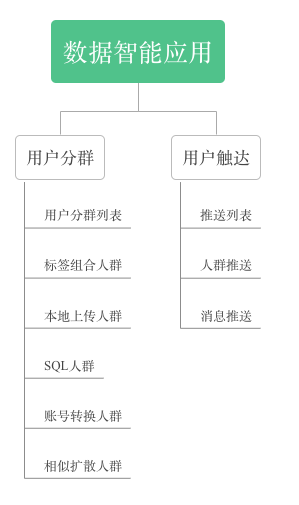 数据智能应用
用户分群
用户分群列表
标签组合人群
本地上传人群
SQL人群
账号转换人群
相似扩散人群
用户触达
推送列表
人群推送
消息推送